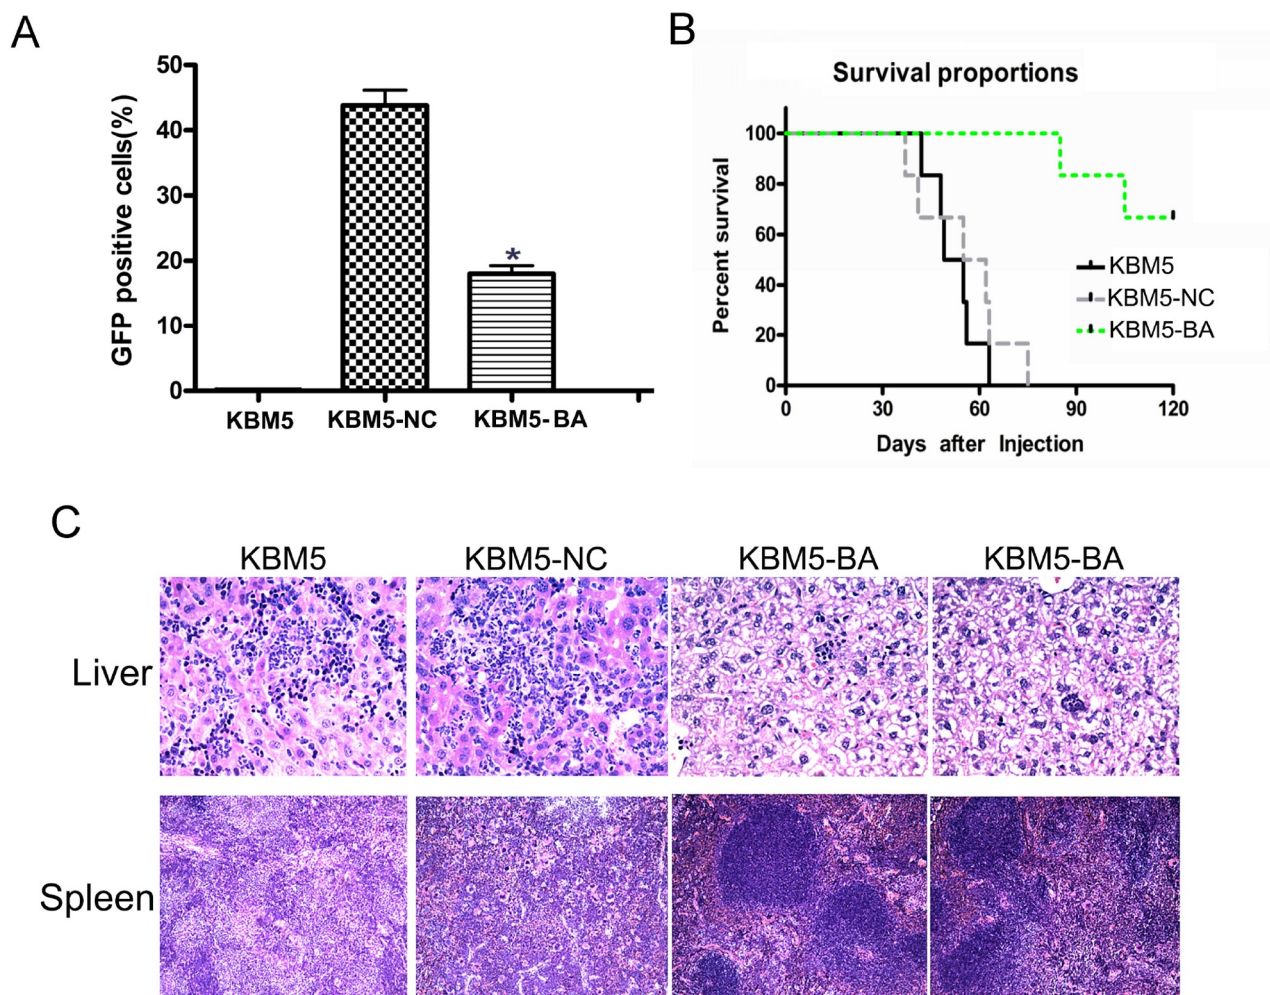 A
50
40
30
20
10
0
GFP positive cells(%)
*
KBM5
KBM5-NC
KBM5-BA
B
Survival proportions
100
80
60
40
20
0
Percent survival
0 30 60 90 120
Days after Injection
KBM5
KBM5-NC
KBM5-BA
C
KBM5 KBM5-NC KBM5-BA KBM5-BA
Liver
Spleen